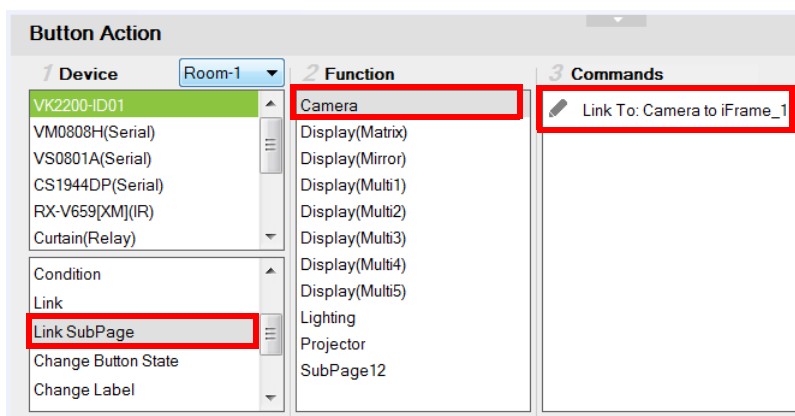 Button Action
1 Device
Room-1
VK2200-ID01
VM0808H(Serial)
VS0801A(Serial)
CS1944DP(Serial)
RX-V659[XM](IR)
Curtain(Relay)
Condition
Link
Link SubPage
Change Button State
Change Label
2 Function
Camera
Display(Matrix)
Display(Mirror)
Display(Multi1)
Display(Multi2)
Display(Multi3)
Display(Multi4)
Display(Multi5)
Lighting
Projector
SubPage12
3 Commands
Link To: Camera to iFrame_1